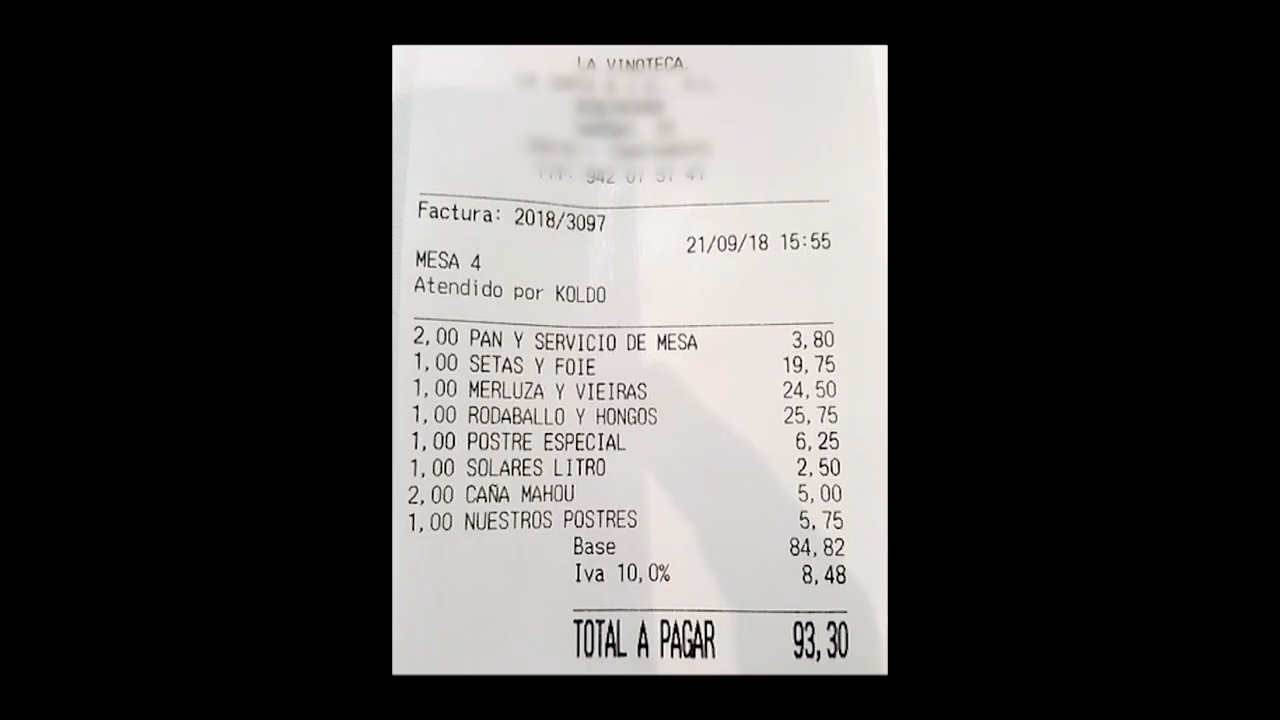 LA VINOTECA.
942 07 57 41
Factura: 2018/3097
21/09/18 15:55
MESA 4
Atendido por KOLDO
2,00 PAN Y SERVICIO DE MESA 3,80
1,00 SETAS Y FOIE 19,75
1,00 MERLUZA Y VIEIRAS 24,50
1,00 RODABALLO Y HONGOS 25,75
1,00 POSTRE ESPECIAL 6,25
1,00 SOLARES LITRO 2,50
2,00 CAÑA MAHOU 5,00
1,00 NUESTROS POSTRES 5,75
Base 84,82
Iva 10,0% 8,48
TOTAL A PAGAR 93,30